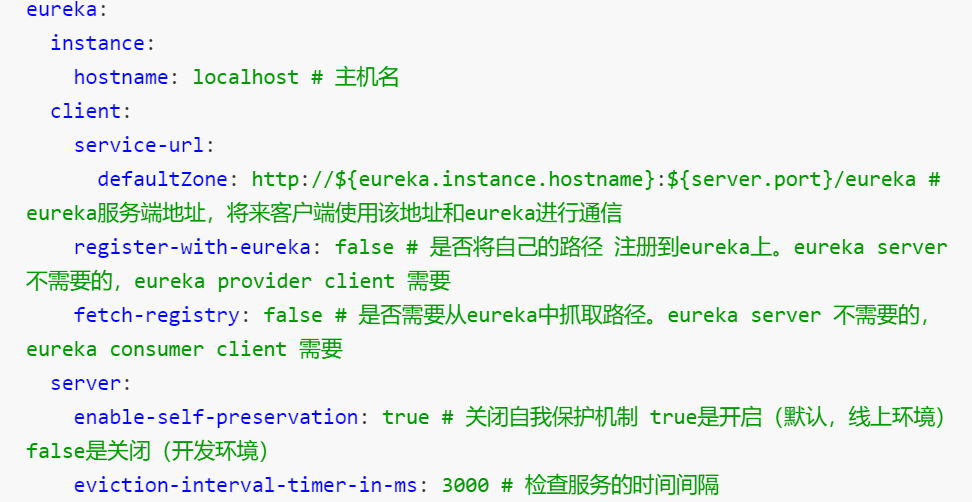 eureka:
  instance:
    hostname: localhost # 主机名
  client:
    service-url:
      defaultZone: http://${eureka.instance.hostname}:${server.port}/eureka #
eureka服务端地址，将来客户端使用该地址和eureka进行通信
    register-with-eureka: false # 是否将自己的路径 注册到eureka上。eureka server
不需要的，eureka provider client 需要
    fetch-registry: false # 是否需要从eureka中抓取路径。eureka server 不需要的，
eureka consumer client 需要
  server:
    enable-self-preservation: true # 关闭自我保护机制 true是开启（默认，线上环境）
false是关闭（开发环境）
    eviction-interval-timer-in-ms: 3000 # 检查服务的时间间隔